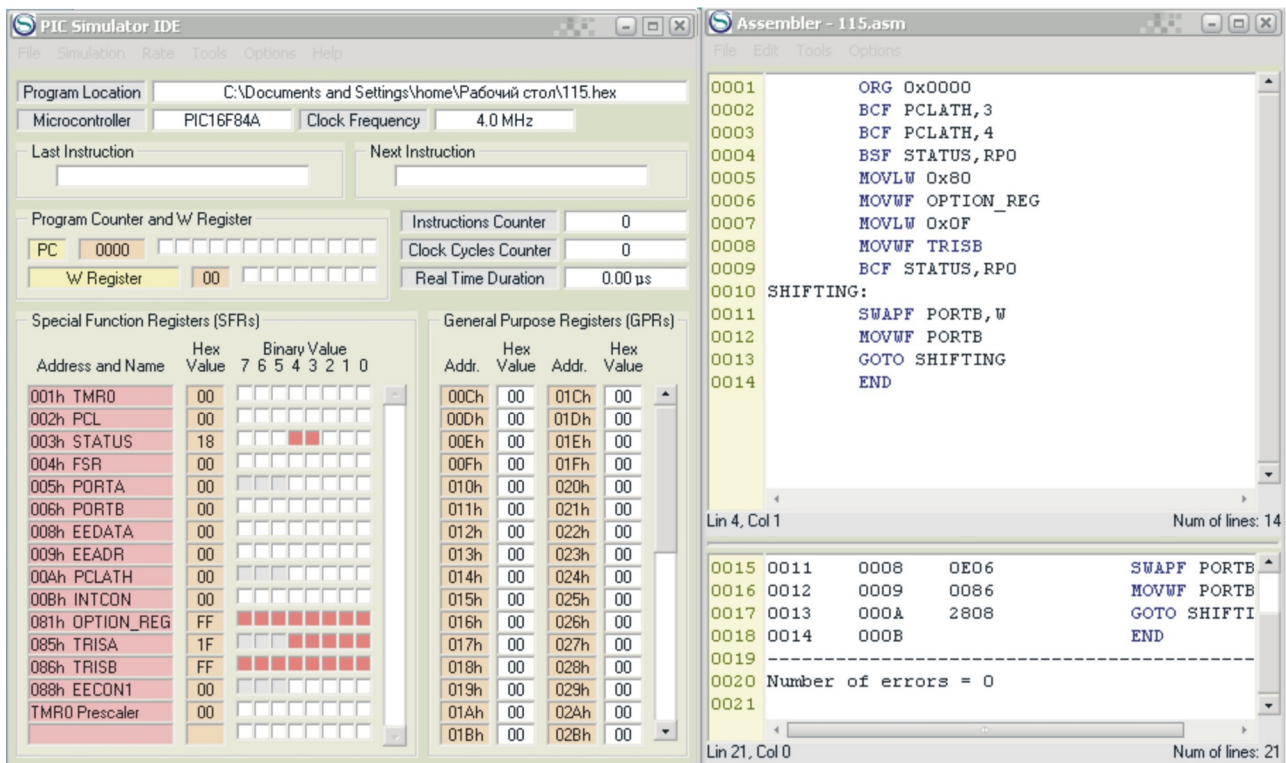 PIC Simulator IDE
File Simulation Rate Tools Options Help
Program Location C:\Documents and Settings\home\Рабочий стол\115.hex
Microcontroller PIC16F84A Clock Frequency 4.0 MHz
Last Instruction Next Instruction
Program Counter and W Register
PC 0000
W Register 00
Instructions Counter 0
Clock Cycles Counter 0
Real Time Duration 0.00 µs
Special Function Registers (SFRs)
Address and Name Hex Value Binary Value 7 6 5 4 3 2 1 0
001h TMR0 00
002h PCL 00
003h STATUS 18
004h FSR 00
005h PORTA 00
006h PORTB 00
008h EEDATA 00
009h EEADR 00
00Ah PCLATH 00
00Bh INTCON 00
081h OPTION_REG FF
085h TRISA 1F
086h TRISB FF
088h EECON1 00
TMR0 Prescaler 00
General Purpose Registers (GPRs)
Addr. Hex Value Addr. Hex Value
00Ch 00 01Ch 00
00Dh 00 01Dh 00
00Eh 00 01Eh 00
00Fh 00 01Fh 00
010h 00 020h 00
011h 00 021h 00
012h 00 022h 00
013h 00 023h 00
014h 00 024h 00
015h 00 025h 00
016h 00 026h 00
017h 00 027h 00
018h 00 028h 00
019h 00 029h 00
01Ah 00 02Ah 00
01Bh 00 02Bh 00
Assembler - 115.asm
File Edit Tools Options
0001 ORG 0x0000
0002 BCF PCLATH,3
0003 BCF PCLATH,4
0004 BSF STATUS,RP0
0005 MOVLW 0x80
0006 MOVWF OPTION_REG
0007 MOVLW 0x0F
0008 MOVWF TRISB
0009 BCF STATUS,RP0
0010 SHIFTING:
0011 SWAPF PORTB,W
0012 MOVWF PORTB
0013 GOTO SHIFTING
0014 END
Lin 4, Col 1 Num of lines: 14
0015 0011 0008 0E06 SWAPF PORTB
0016 0012 0009 0086 MOVWF PORTB
0017 0013 000A 2808 GOTO SHIFTI
0018 0014 000B END
0019 ------------------------------------------------
0020 Number of errors = 0
0021
Lin 21, Col 0 Num of lines: 21